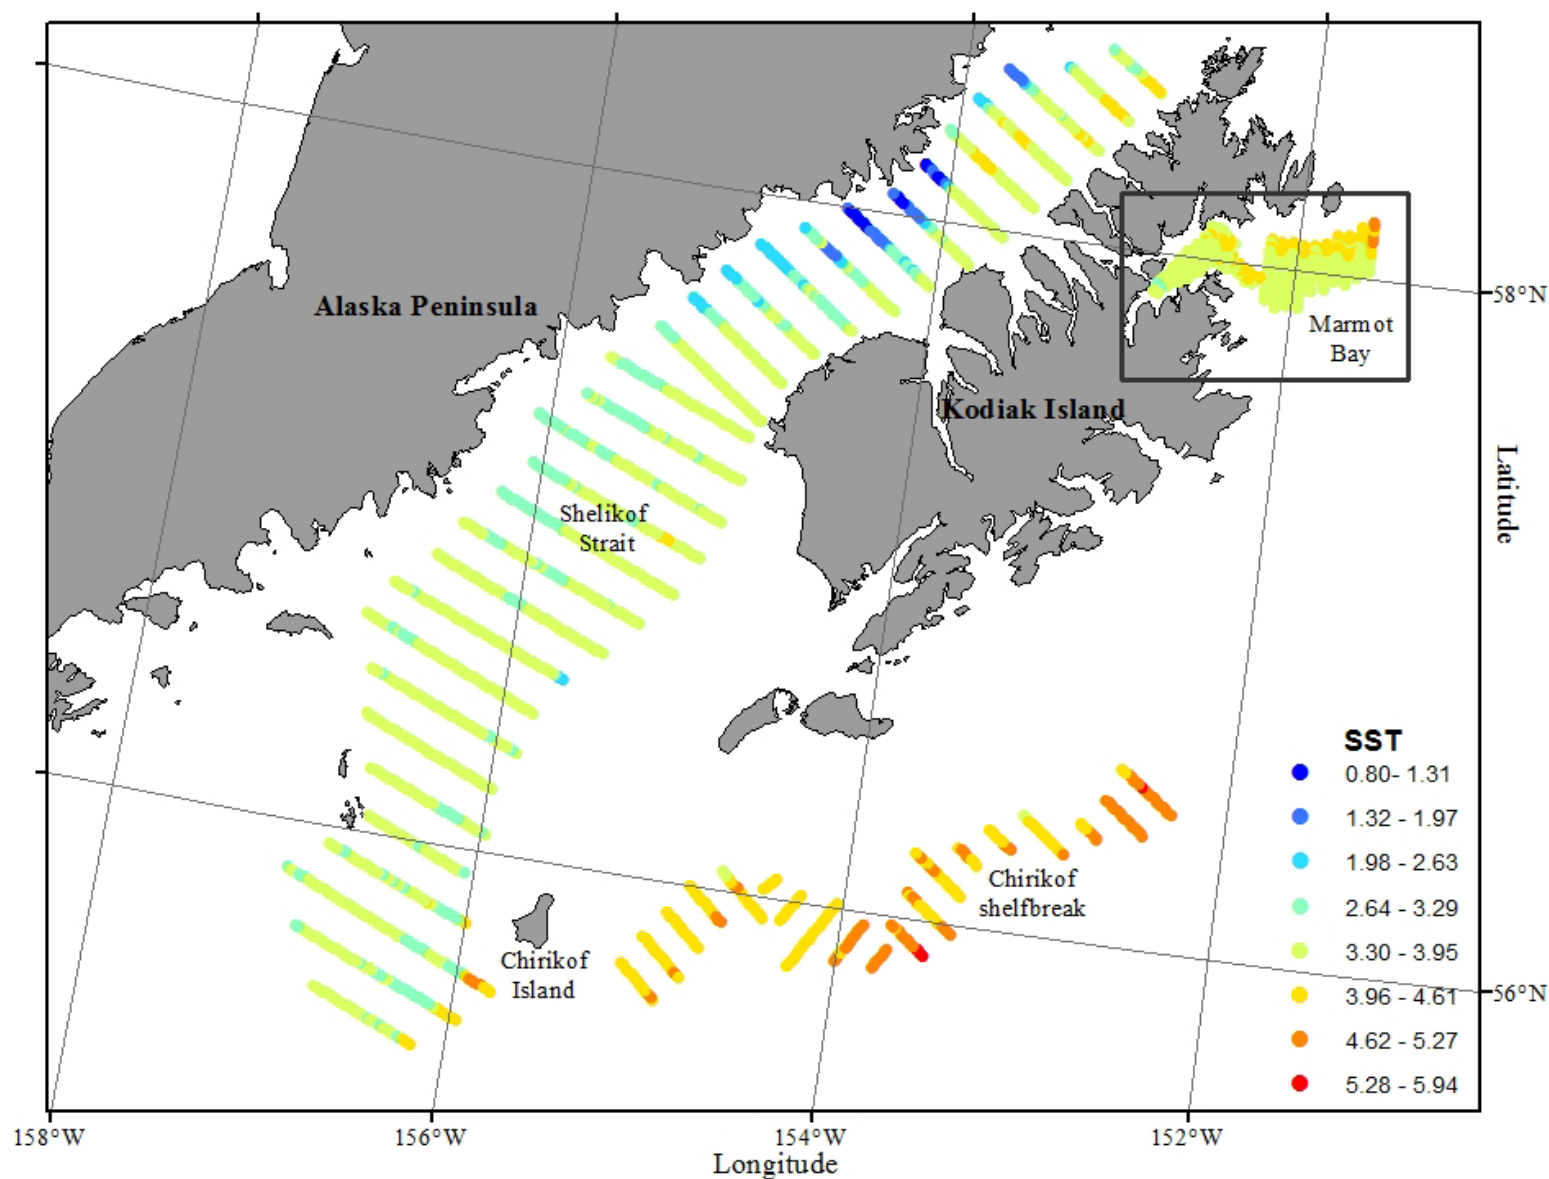 Alaska Peninsula
58°N
Marmot
Bay
Kodiak Island
Latitude
Shelikof
Strait
SST
0.80- 1.31
1.32 - 1.97
1.98 - 2.63
2.64 - 3.29
3.30 - 3.95
3.96 - 4.61
4.62 - 5.27
5.28 - 5.94
Chirikof
shelfbreak
Chirikof
Island
56°N
158°W
156°W
154°W
152°W
Longitude